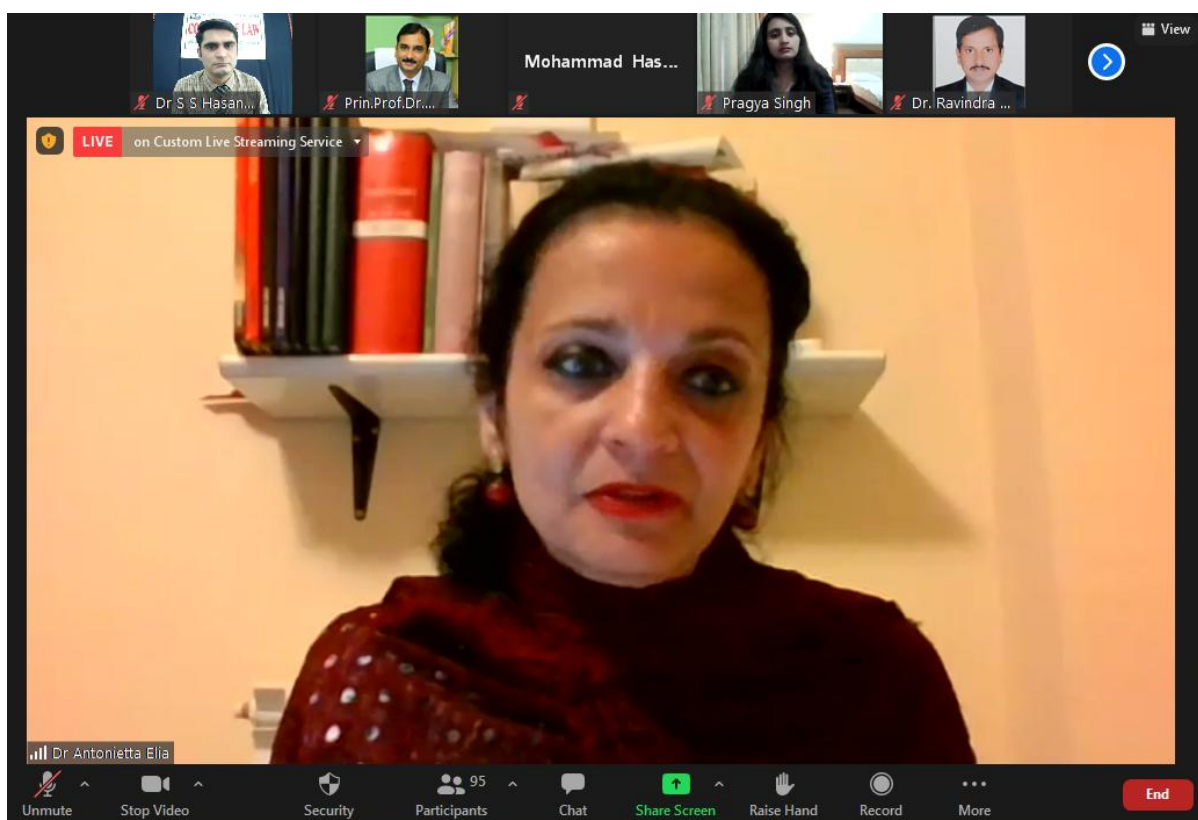 View
LAW
Dr S S Hasan...
Prin.Prof.Dr....
Mohammad Has...
Pragya Singh
Dr. Ravindra ...
LIVE on Custom Live Streaming Service
Dr Antonietta Elia
Unmute
Stop Video
Security
95
Participants
Chat
Share Screen
Raise Hand
Record
More
End